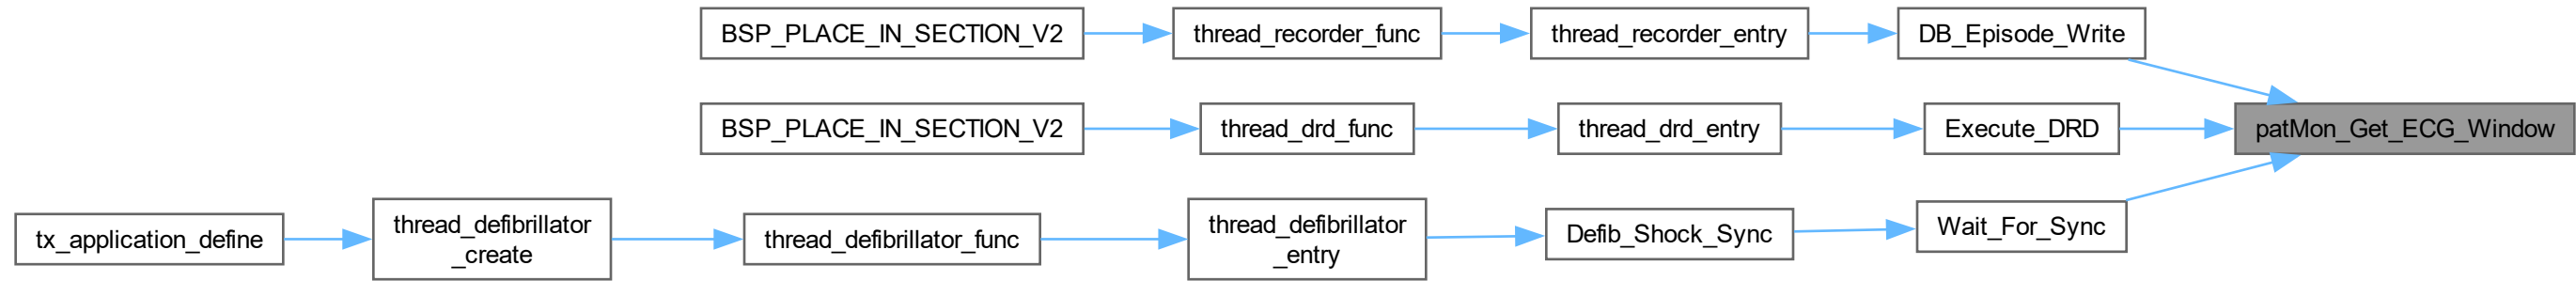 BSP_PLACE_IN_SECTION_V2
thread_recorder_func
thread_recorder_entry
DB_Episode_Write
BSP_PLACE_IN_SECTION_V2
thread_drd_func
thread_drd_entry
Execute_DRD
patMon_Get_ECG_Window
tx_application_define
thread_defibrillator
_create
thread_defibrillator_func
thread_defibrillator
_entry
Defib_Shock_Sync
Wait_For_Sync